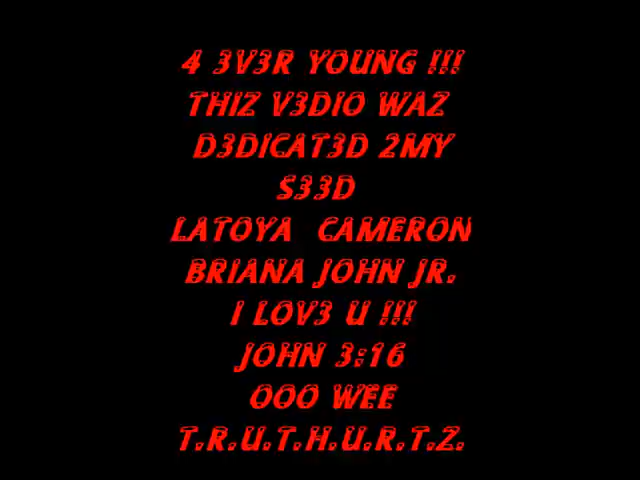 4 3V3R YOUNG !!!
THIZ V3DIO WAZ
D3DICAT3D 2MY
S33D
LATOYA CAMERON
BRIANA JOHN JR.
I LOV3 U !!!
JOHN 3:16
OOO WEE
T.R.U.T.H.U.R.T.Z.